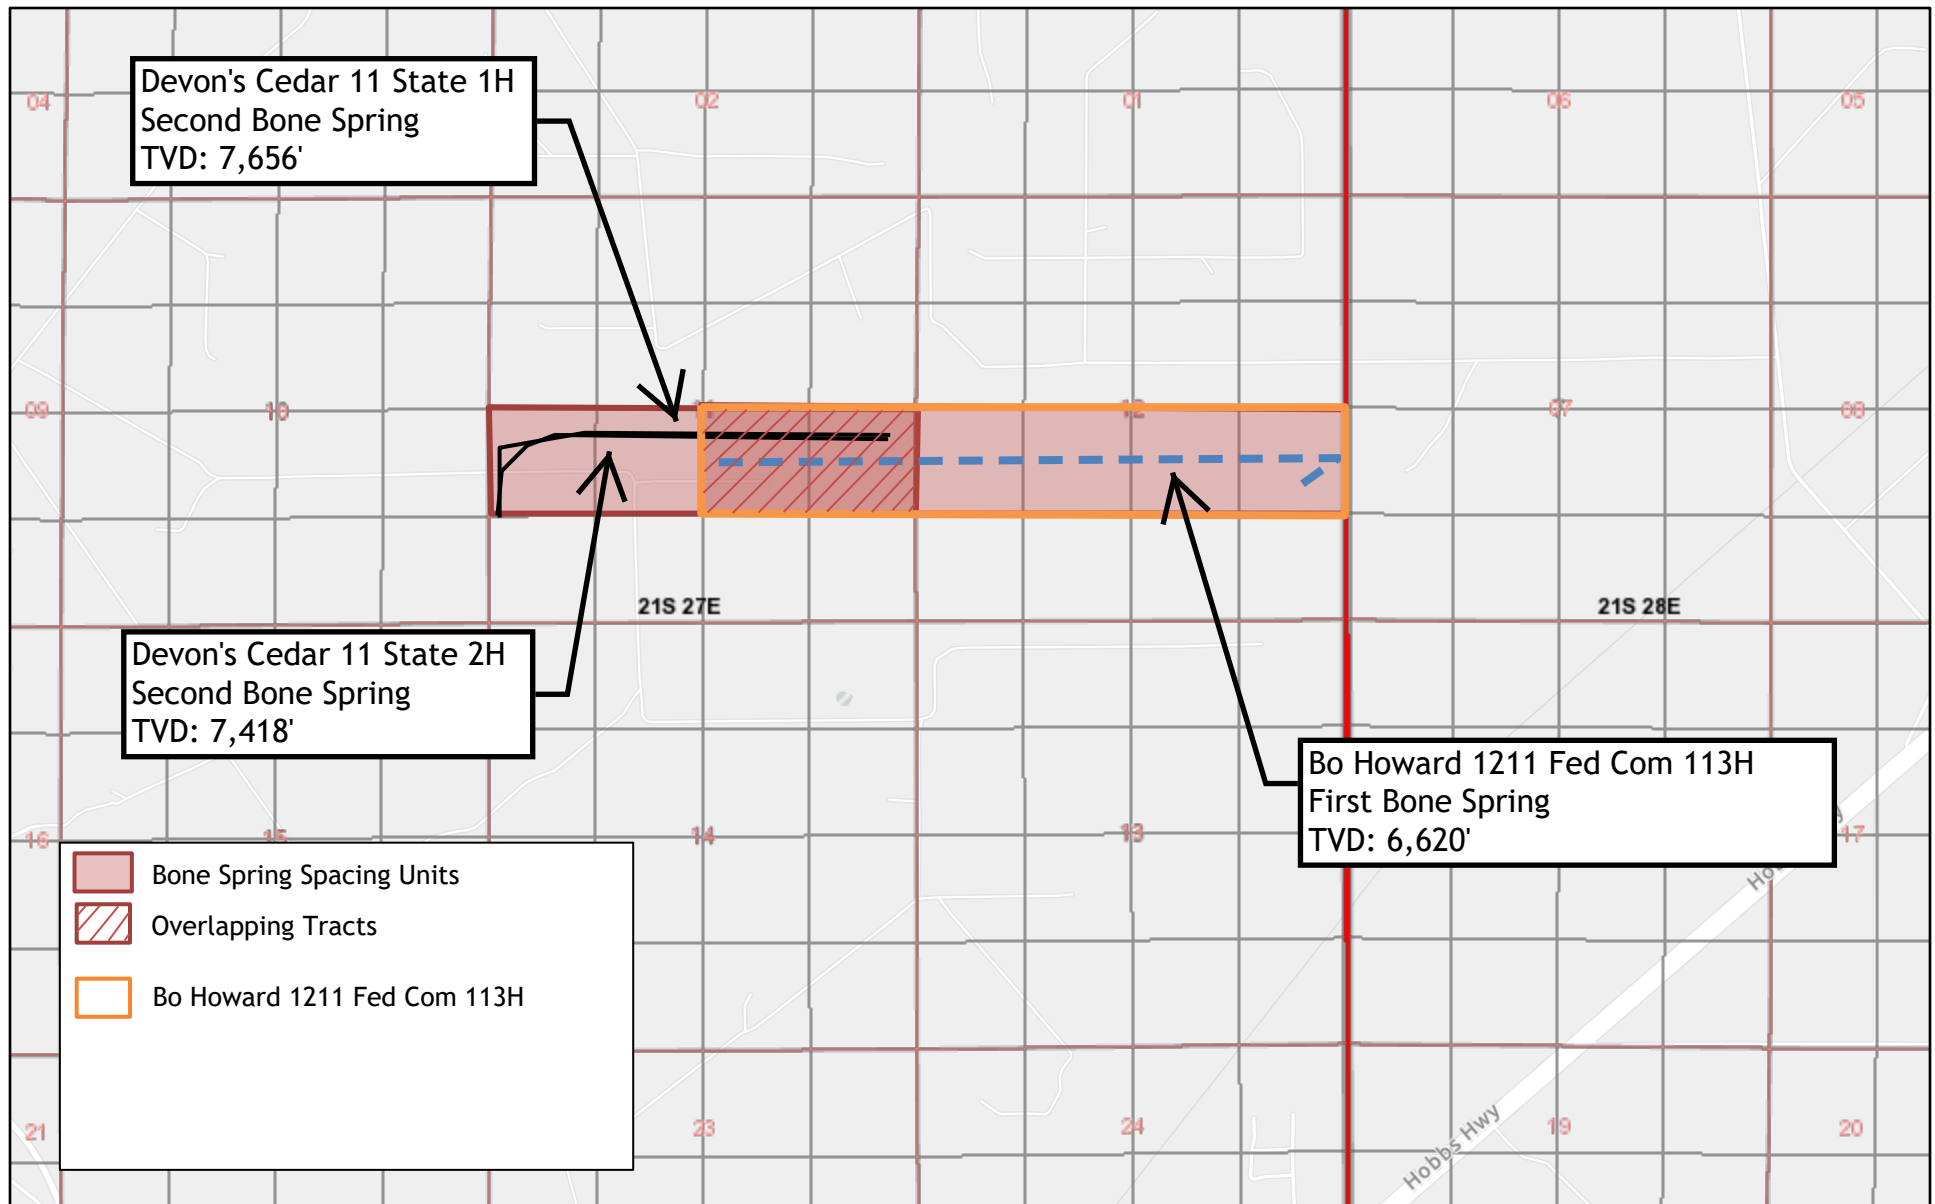 04
02
01
06
05
Devon's Cedar 11 State 1H
Second Bone Spring
TVD: 7,656'
09
10
11
12
07
08
21S 27E
21S 28E
Devon's Cedar 11 State 2H
Second Bone Spring
TVD: 7,418'
Bo Howard 1211 Fed Com 113H
First Bone Spring
TVD: 6,620'
16
15
14
13
17
Bone Spring Spacing Units
Overlapping Tracts
Bo Howard 1211 Fed Com 113H
21
23
24
19
20
Hobbs Hwy